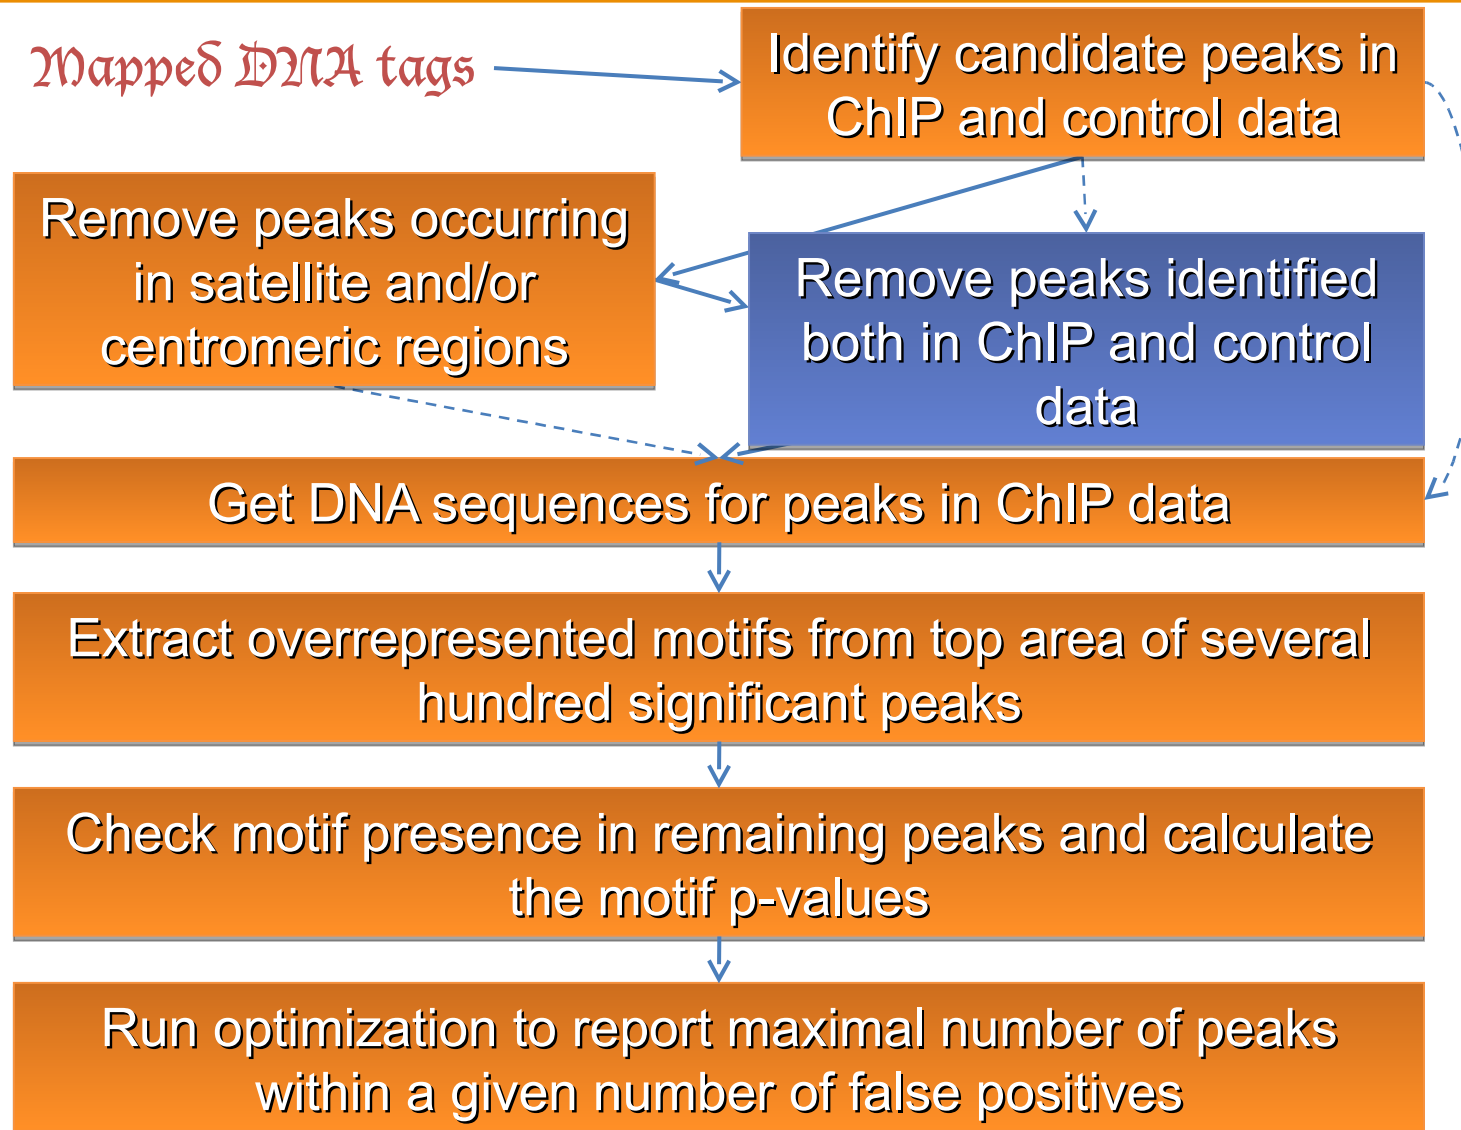 Mapped DNA tags
Identify candidate peaks in
ChIP and control data
Remove peaks occurring
in satellite and/or
centromeric regions
Remove peaks identified
both in ChIP and control
data
Get DNA sequences for peaks in ChIP data
Extract overrepresented motifs from top area of several
hundred significant peaks
Check motif presence in remaining peaks and calculate
the motif p-values
Run optimization to report maximal number of peaks
within a given number of false positives